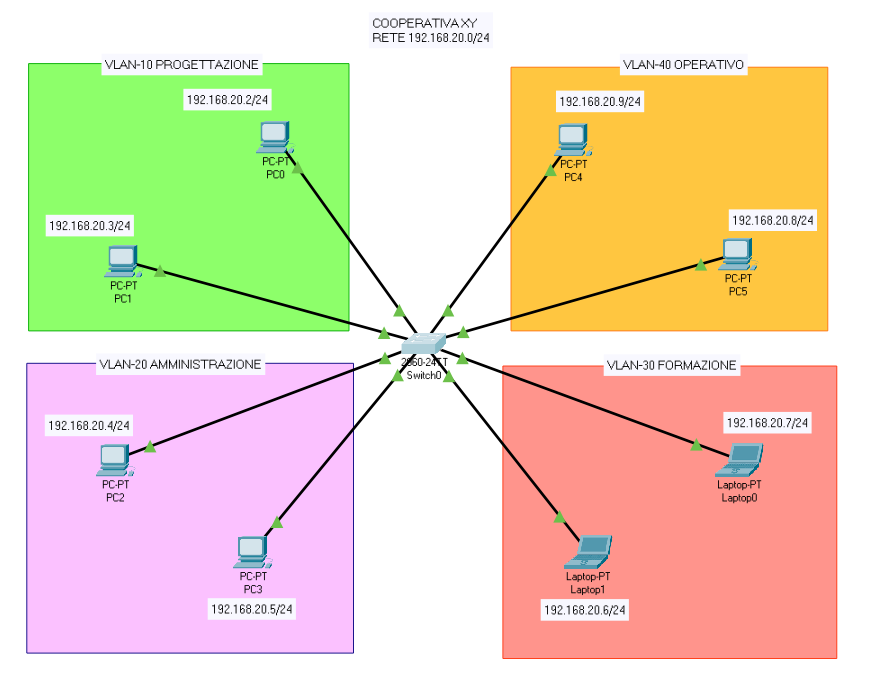 COOPERATIVA XY
RETE 192.168.20.0/24
VLAN-10 PROGETTAZIONE
192.168.20.2/24
PC-PT
PC0
192.168.20.3/24
PC-PT
PC1
VLAN-40 OPERATIVO
192.168.20.9/24
PC-PT
PC4
192.168.20.8/24
PC-PT
PC5
2960-24TT
Switch0
VLAN-20 AMMINISTRAZIONE
192.168.20.4/24
PC-PT
PC2
PC-PT
PC3
192.168.20.5/24
VLAN-30 FORMAZIONE
192.168.20.7/24
Laptop-PT
Laptop0
Laptop-PT
Laptop1
192.168.20.6/24